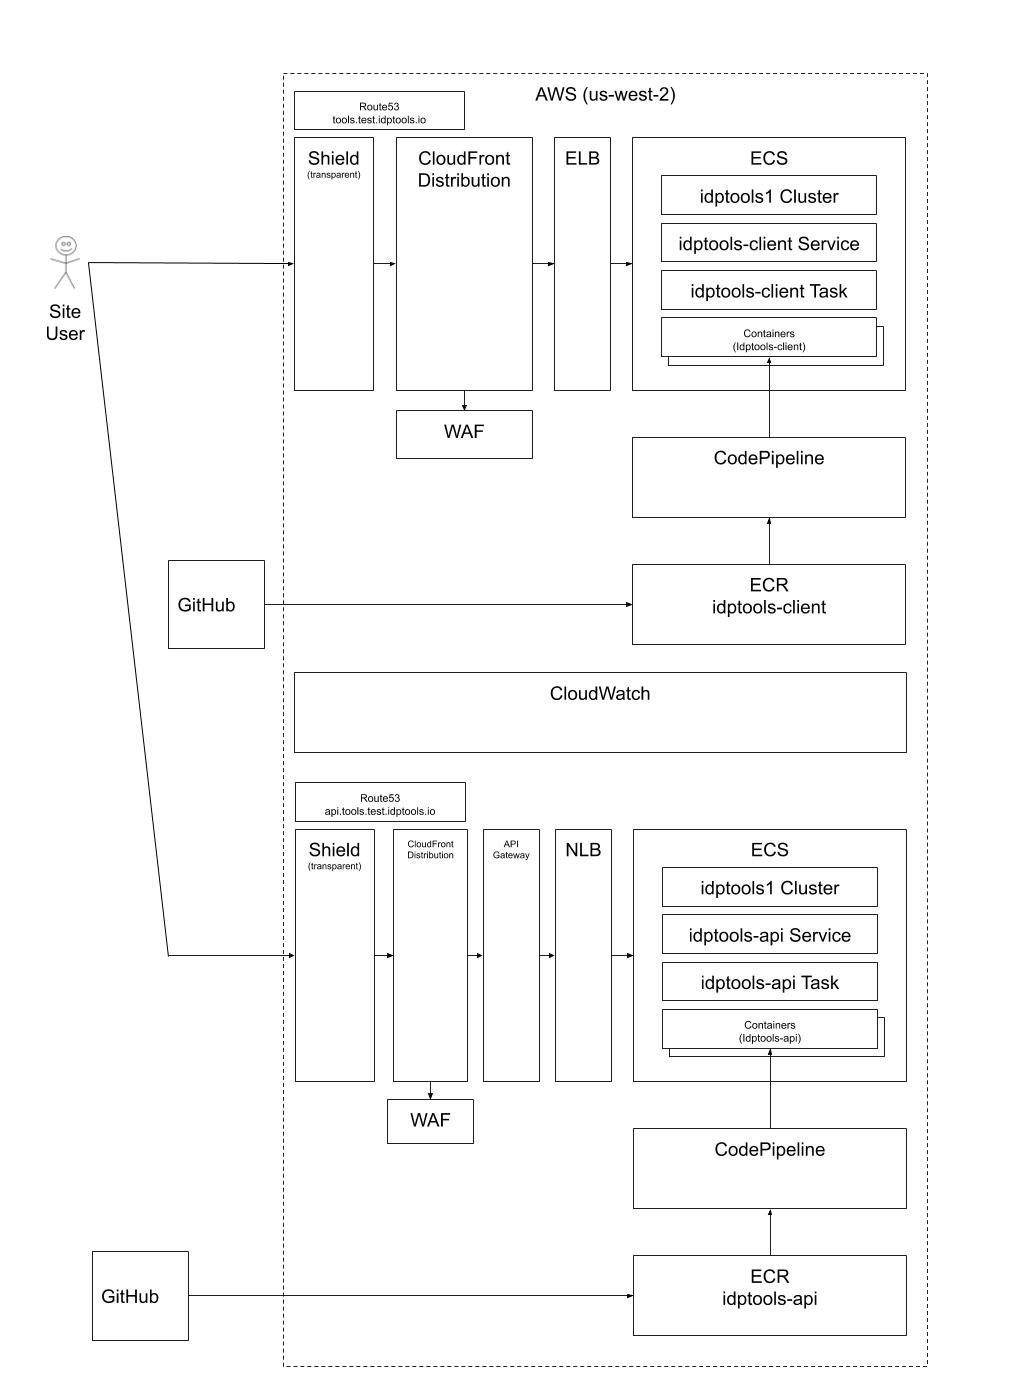 AWS (us-west-2)
Route53
tools.test.idptools.io
Shield
(transparent)
CloudFront
Distribution
ELB
ECS
idptools1 Cluster
idptools-client Service
idptools-client Task
Containers
(Idptools-client)
Site
User
WAF
CodePipeline
GitHub
ECR
idptools-client
CloudWatch
Route53
api.tools.test.idptools.io
Shield
(transparent)
CloudFront
Distribution
API
Gateway
NLB
ECS
idptools1 Cluster
idptools-api Service
idptools-api Task
Containers
(Idptools-api)
WAF
CodePipeline
GitHub
ECR
idptools-api